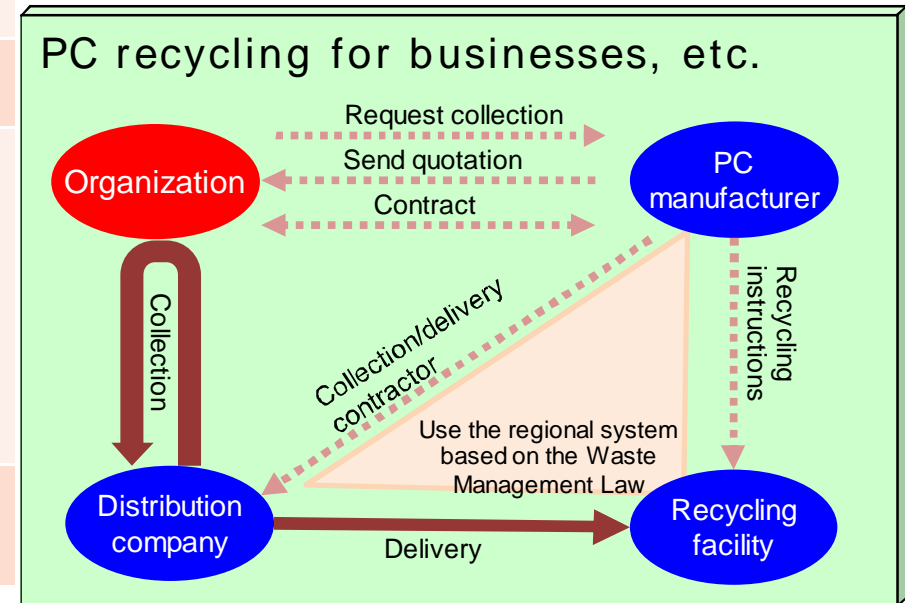 PC recycling for businesses, etc.
Request collection
Send quotation
Contract
Organization
PC
manufacturer
Collection
Collection/delivery
contractor
Recycling
instructions
Use the regional system
based on the Waste
Management Law
Distribution
company
Delivery
Recycling
facility